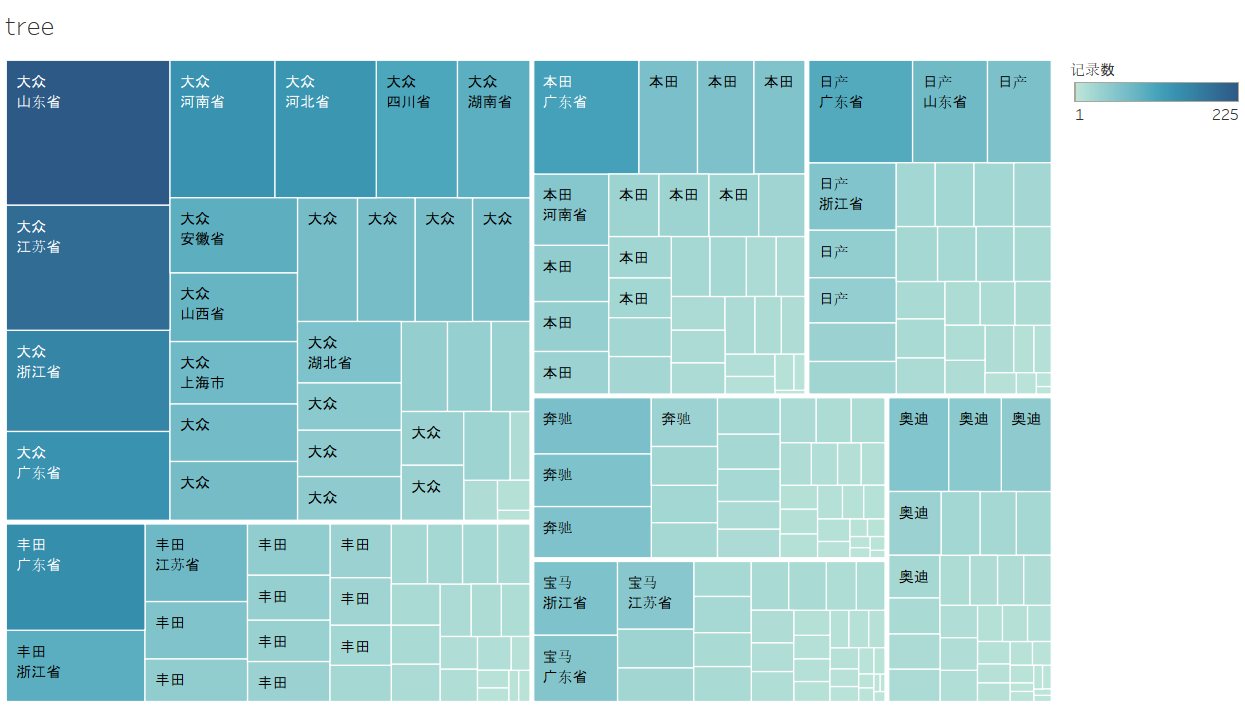 tree
记录数
1
225
大众
山东省
大众
江苏省
大众
浙江省
大众
广东省
大众
河南省
大众
河北省
大众
四川省
大众
湖南省
大众
安徽省
大众
山西省
大众
上海市
大众
大众
大众
大众
大众
大众
大众
湖北省
大众
大众
大众
大众
大众
丰田
广东省
丰田
浙江省
丰田
江苏省
丰田
丰田
丰田
丰田
丰田
丰田
丰田
丰田
丰田
本田
广东省
本田
本田
本田
本田
河南省
本田
本田
本田
本田
本田
本田
本田
本田
日产
广东省
日产
山东省
日产
日产
浙江省
日产
日产
奔驰
奔驰
奔驰
奔驰
宝马
浙江省
宝马
江苏省
宝马
广东省
奥迪
奥迪
奥迪
奥迪
奥迪